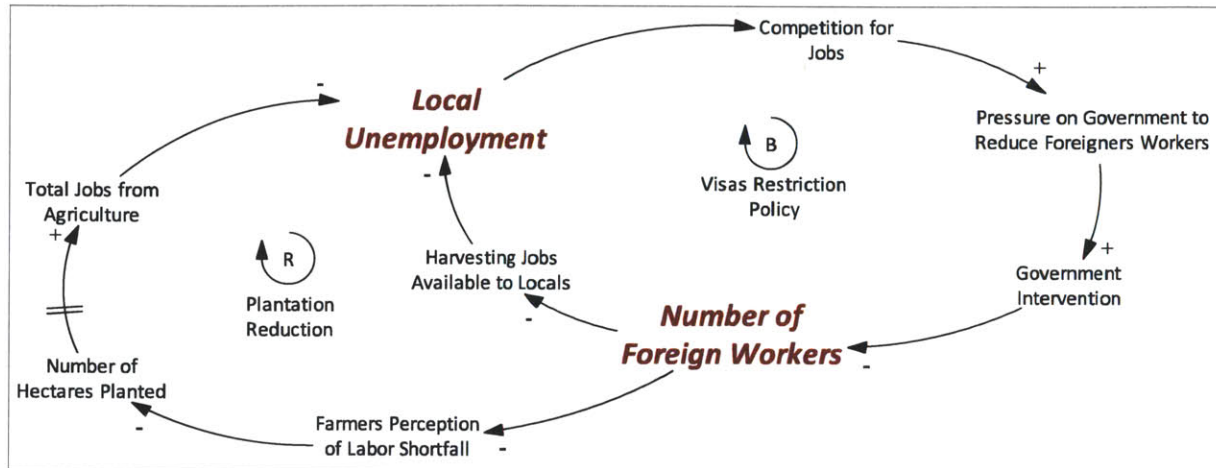 Competition for
Jobs
+
-
Local
Unemployment
Pressure on Government to
Reduce Foreigners Workers
B
-
Visas Restriction
Policy
Total Jobs from
Agriculture
+
R
Harvesting Jobs
Available to Locals
+
Government
Intervention
Plantation
Reduction
-
Number of
Foreign Workers
-
Number of
Hectares Planted
-
Farmers Perception
of Labor Shortfall
-